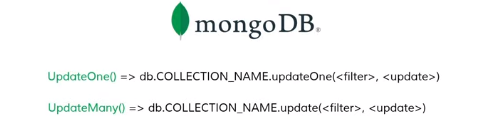 mongoDB®
UpdateOne() => db.COLLECTION_NAME.updateOne(<filter>, <update>)
UpdateMany() => db.COLLECTION_NAME.update(<filter>, <update>)